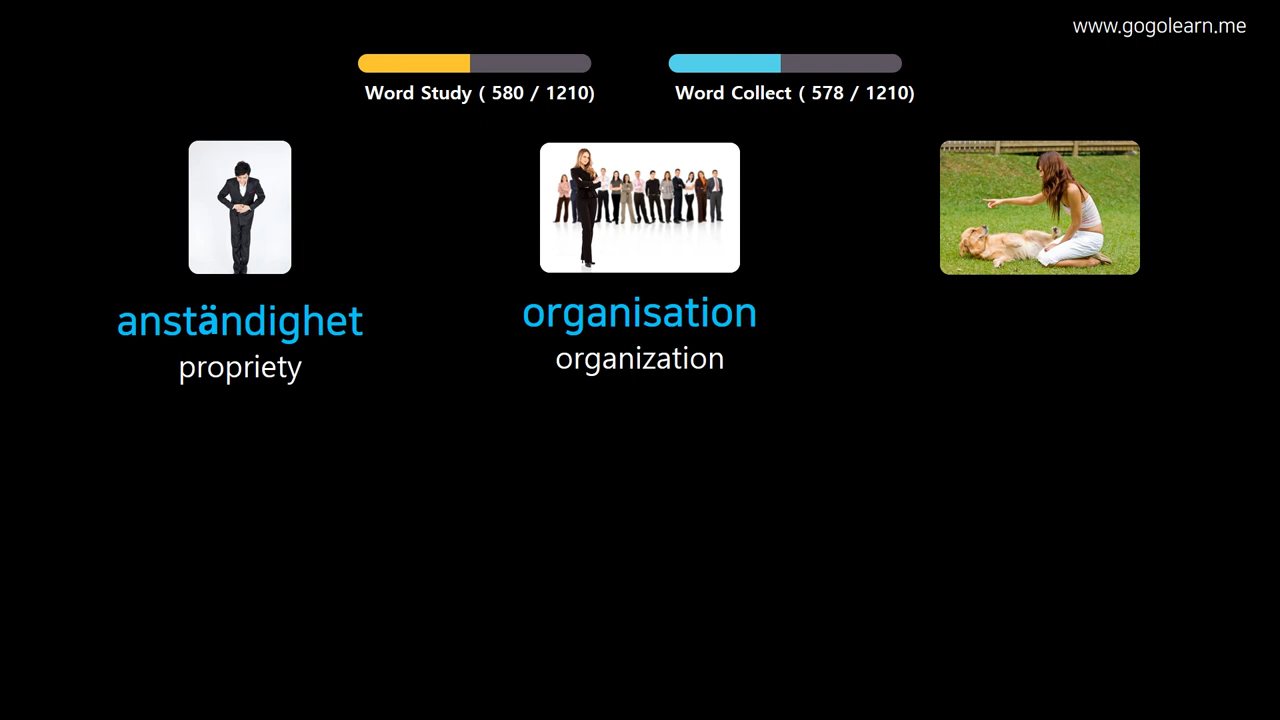 www.gogolearn.me
Word Study ( 580 / 1210)
Word Collect ( 578 / 1210)
anständighet
propriety
organisation
organization